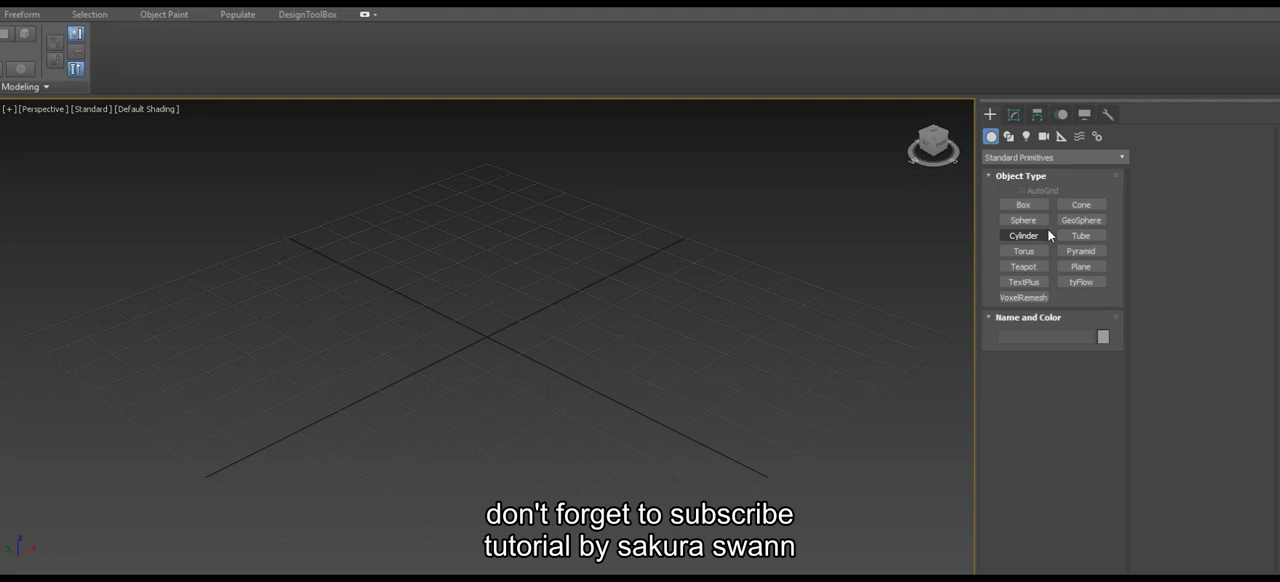 Freeform Selection Object Paint Populate DesignToolBox
Modeling
[+] [Perspective] [Standard] [Default Shading]
Standard Primitives
Object Type
AutoGrid
Box Cone
Sphere GeoSphere
Cylinder Tube
Torus Pyramid
Teapot Plane
TextPlus tyFlow
VoxelRemesh
Name and Color
don't forget to subscribe
tutorial by sakura swann